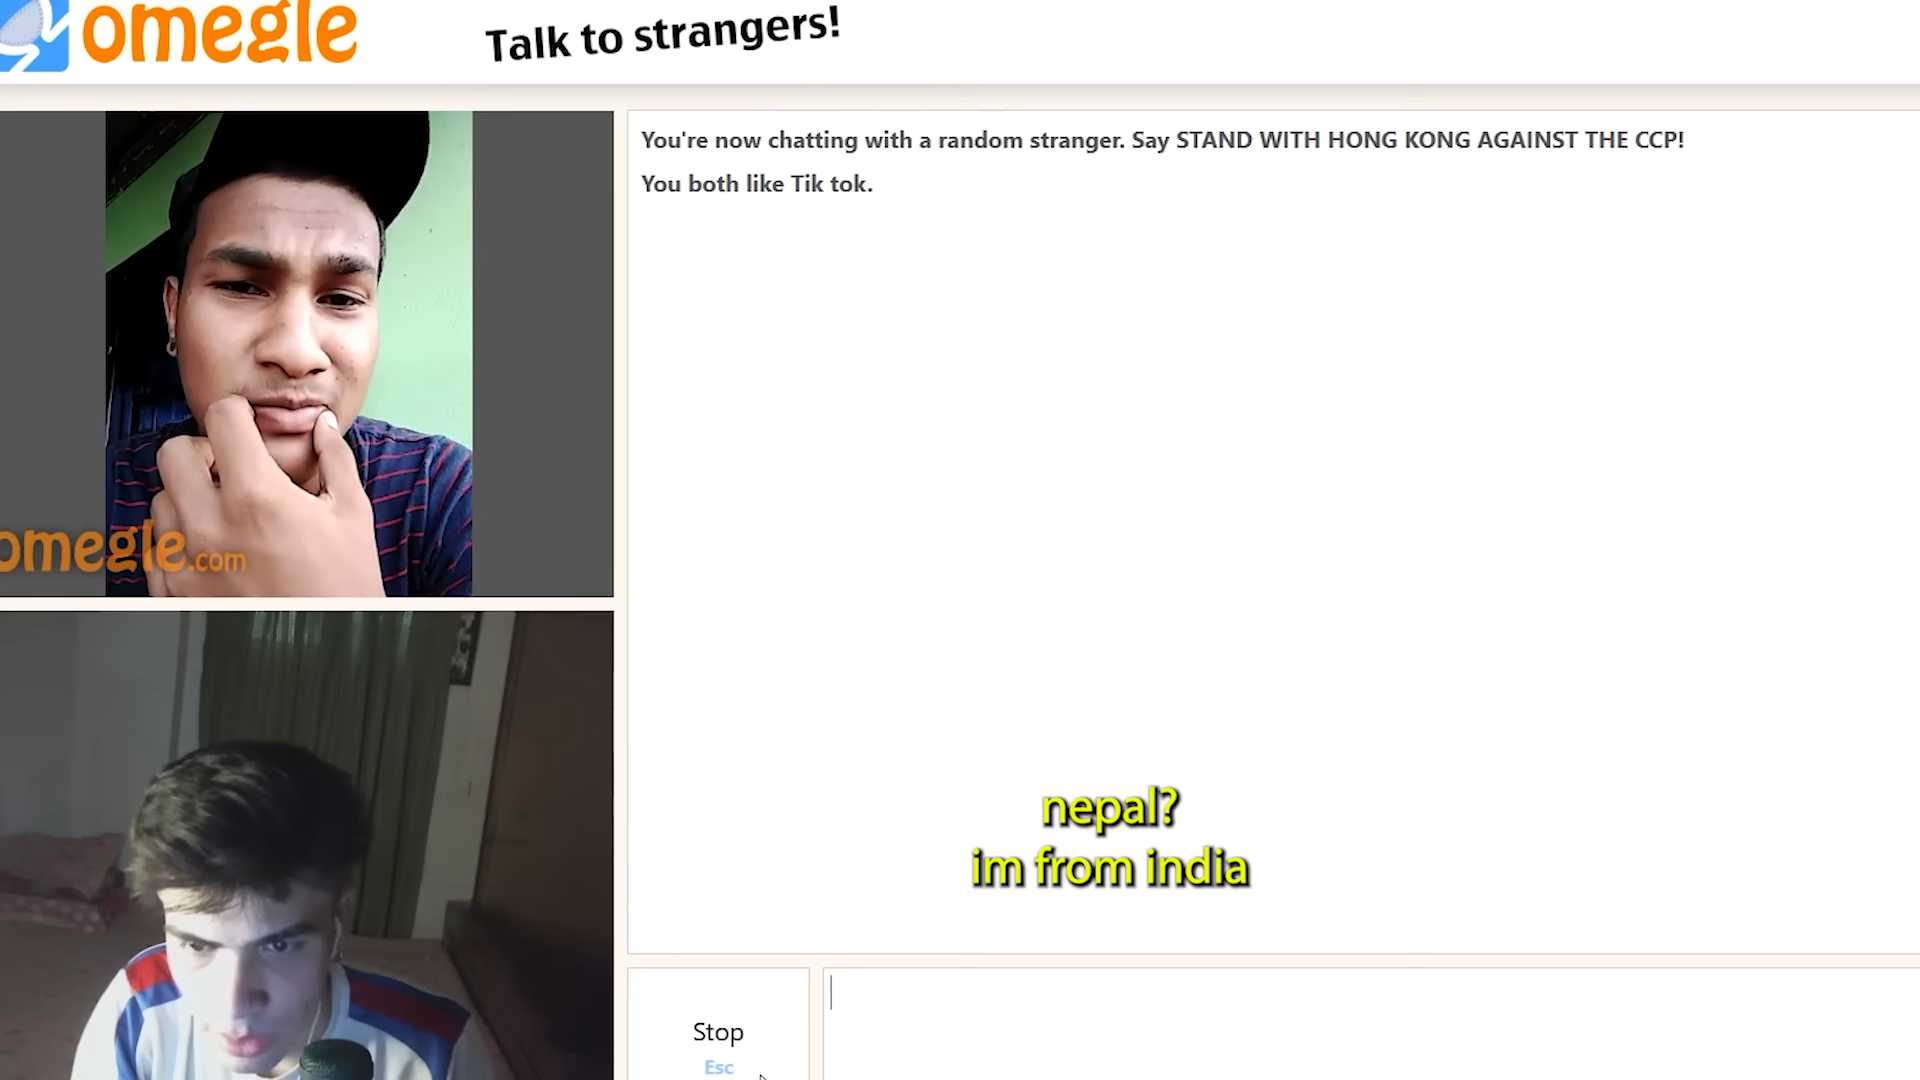 omegle
Talk to strangers!
You're now chatting with a random stranger. Say STAND WITH HONG KONG AGAINST THE CCP!
You both like Tik tok.
omegle.com
nepal?
im from india
Stop
Esc